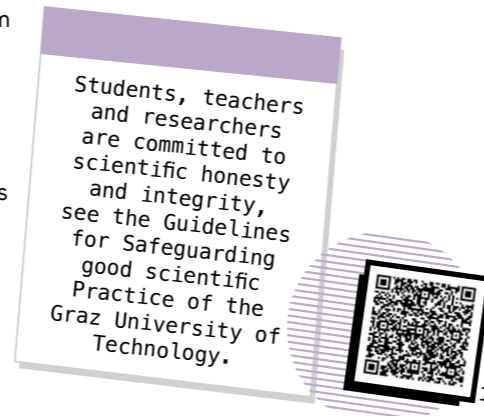 m
s
Students, teachers
and researchers
are committed to
scientific honesty
and integrity,
see the Guidelines
for Safeguarding
good scientific
Practice of the
Graz University of
Technology.